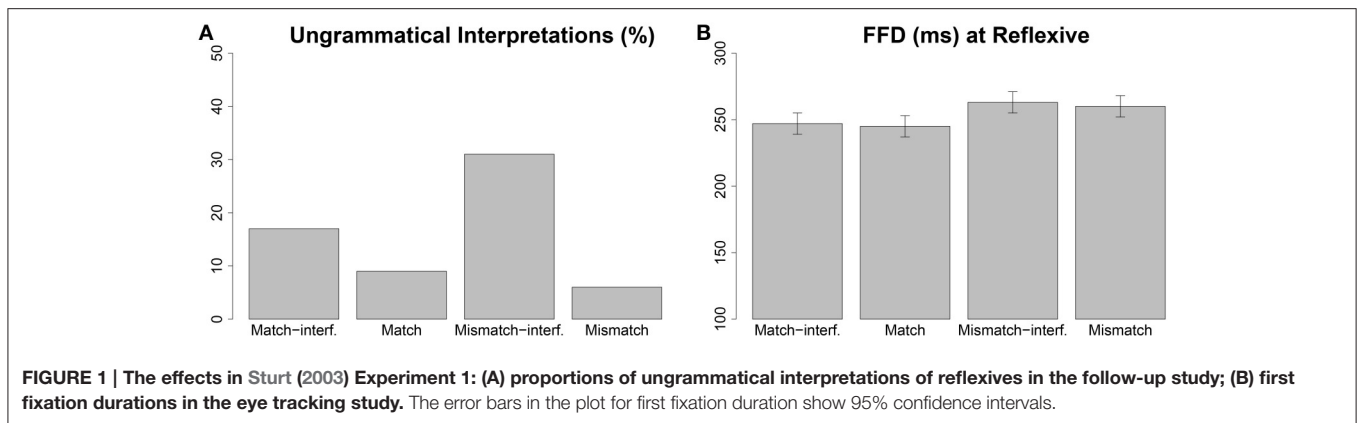 A
Ungrammatical Interpretations (%)
50
40
30
20
10
0
Match−interf.
Match
Mismatch−interf.
Mismatch
B
FFD (ms) at Reflexive
300
250
200
150
100
Match−interf.
Match
Mismatch−interf.
Mismatch
FIGURE 1 | The effects in Sturt (2003) Experiment 1: (A) proportions of ungrammatical interpretations of reflexives in the follow-up study; (B) first
fixation durations in the eye tracking study. The error bars in the plot for first fixation duration show 95% confidence intervals.